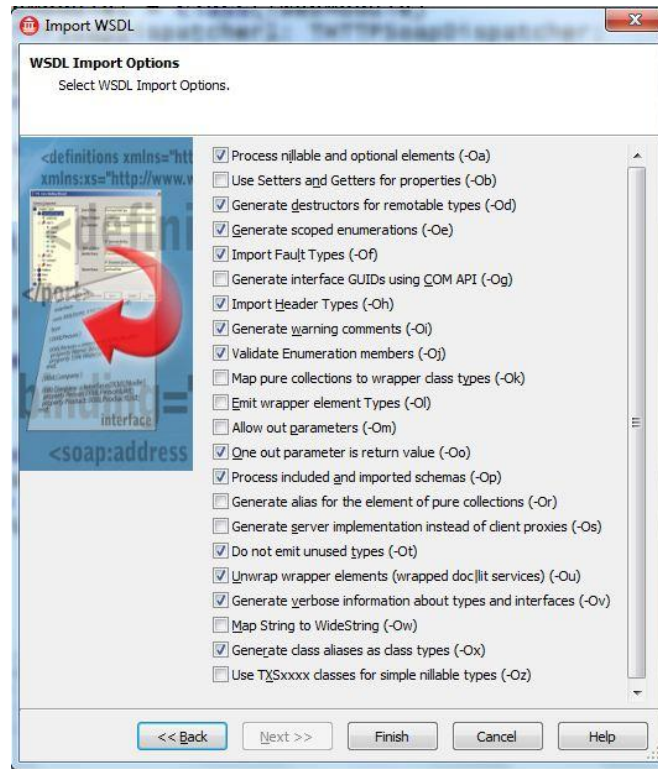 Import WSDL
WSDL Import Options
Select WSDL Import Options.
<definitions xmlns="htt
xmlns:xs="http://www.v
<defini
</port>
binding="
interface
<soap:address
Process nillable and optional elements (-Oa)
Use Setters and Getters for properties (-Ob)
Generate destructors for remotable types (-Od)
Generate scoped enumerations (-Oe)
Import Fault Types (-Of)
Generate interface GUIDs using COM API (-Og)
Import Header Types (-Oh)
Generate warning comments (-Oi)
Validate Enumeration members (-Oj)
Map pure collections to wrapper class types (-Ok)
Emit wrapper element Types (-Ol)
Allow out parameters (-Om)
One out parameter is return value (-Oo)
Process included and imported schemas (-Op)
Generate alias for the element of pure collections (-Or)
Generate server implementation instead of client proxies (-Os)
Do not emit unused types (-Ot)
Unwrap wrapper elements (wrapped doc|lit services) (-Ou)
Generate verbose information about types and interfaces (-Ov)
Map String to WideString (-Ow)
Generate class aliases as class types (-Ox)
Use TXSxxxx classes for simple nillable types (-Oz)
<< Back Next >> Finish Cancel Help